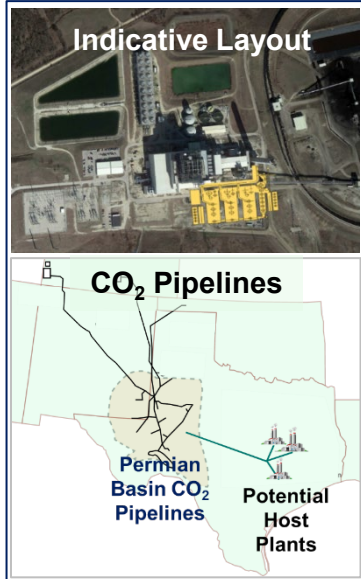 Indicative Layout
CO₂ Pipelines
Permian
Basin CO₂
Pipelines
Potential
Host
Plants